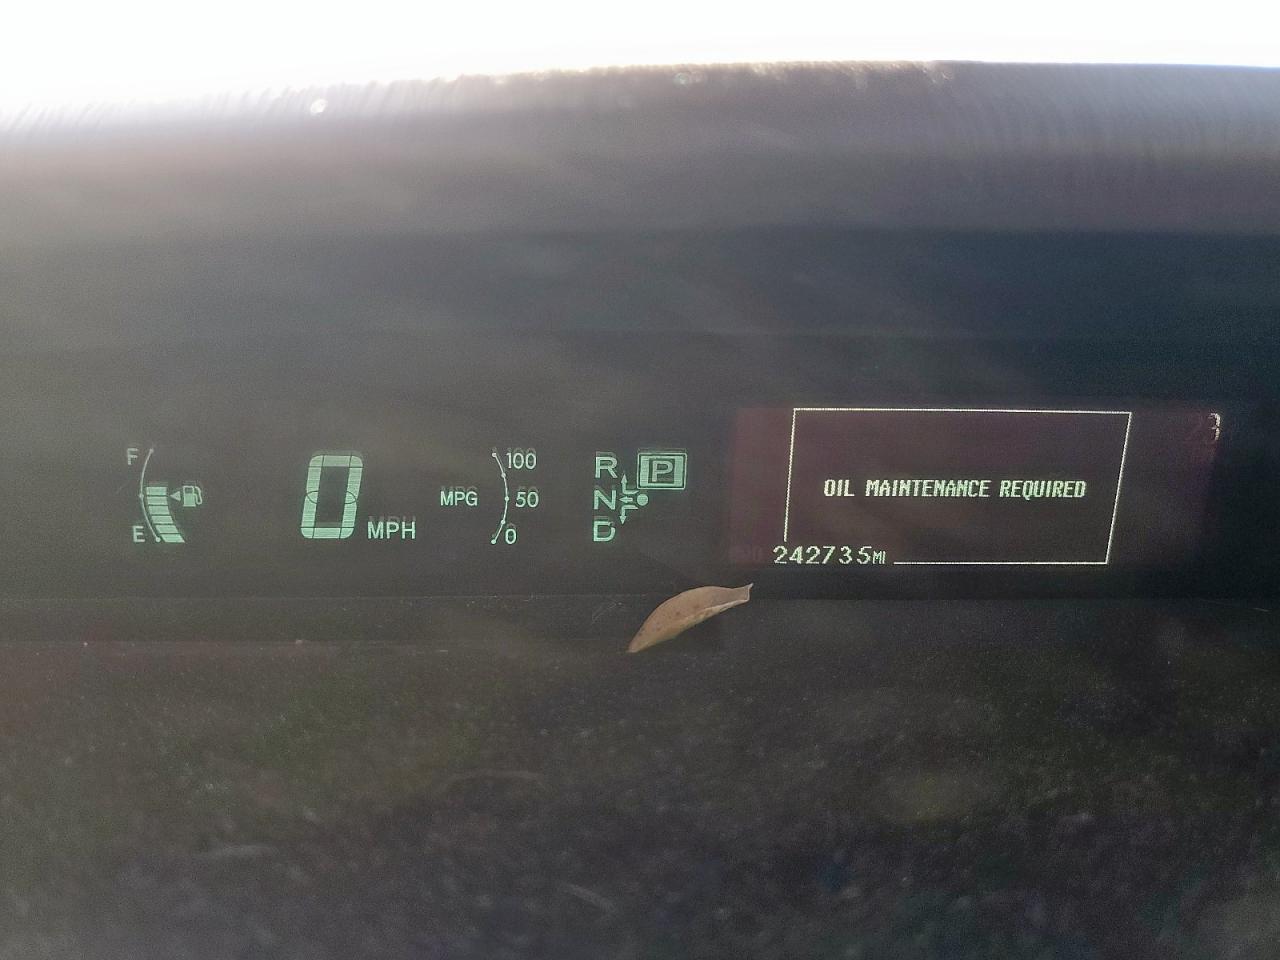 F
E
0 MPH
MPG
100
50
0
R
N
D
P
OIL MAINTENANCE REQUIRED
242735MI